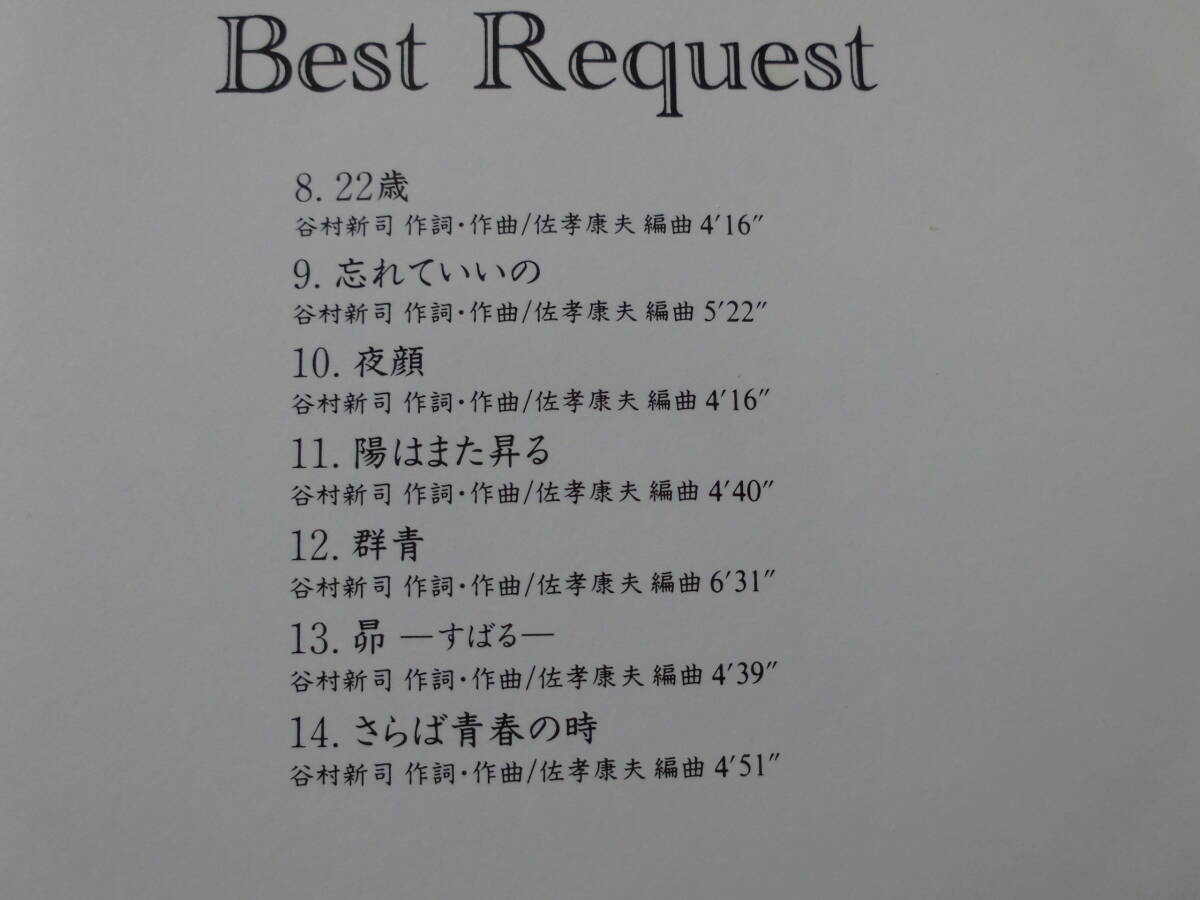 Best Request
8. 22歳
谷村新司 作詞・作曲/佐孝康夫 編曲 4′16″
9. 忘れていいの
谷村新司 作詞・作曲/佐孝康夫 編曲 5′22″
10. 夜顔
谷村新司 作詞・作曲/佐孝康夫 編曲 4′16″
11. 陽はまた昇る
谷村新司 作詞・作曲/佐孝康夫 編曲 4′40″
12. 群青
谷村新司 作詞・作曲/佐孝康夫 編曲 6′31″
13. 昴 ―すばる―
谷村新司 作詞・作曲/佐孝康夫 編曲 4′39″
14. さらば青春の時
谷村新司 作詞・作曲/佐孝康夫 編曲 4′51″